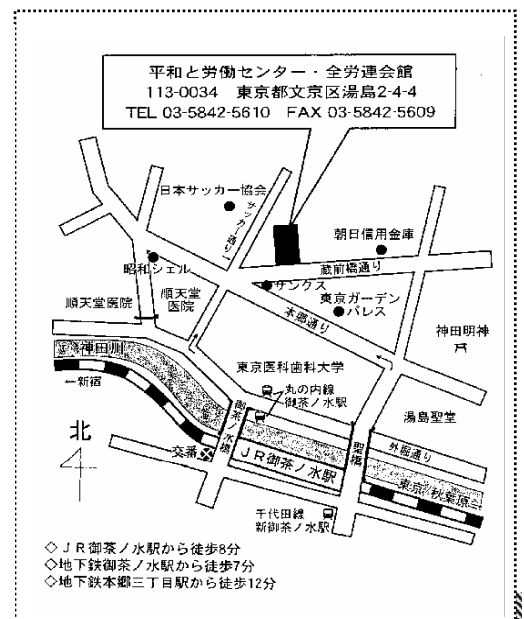 平和と労働センター・全労連会館
113-0034　東京都文京区湯島2-4-4
TEL 03-5842-5610　FAX 03-5842-5609
日本サッカー協会
サッカー通り
朝日信用金庫
昭和シェル
蔵前橋通り
サンクス
順天堂
医院
順天堂医院
東京ガーデン
パレス
本郷通り
神田明神
神田川
東京医科歯科大学
←新宿
丸の内線
御茶ノ水駅
湯島聖堂
御茶ノ水橋
聖橋
外堀通り
北
交番
JR御茶ノ水駅
東京/秋葉原→
千代田線
新御茶ノ水駅
◇JR御茶ノ水駅から徒歩8分
◇地下鉄御茶ノ水駅から徒歩7分
◇地下鉄本郷三丁目駅から徒歩12分